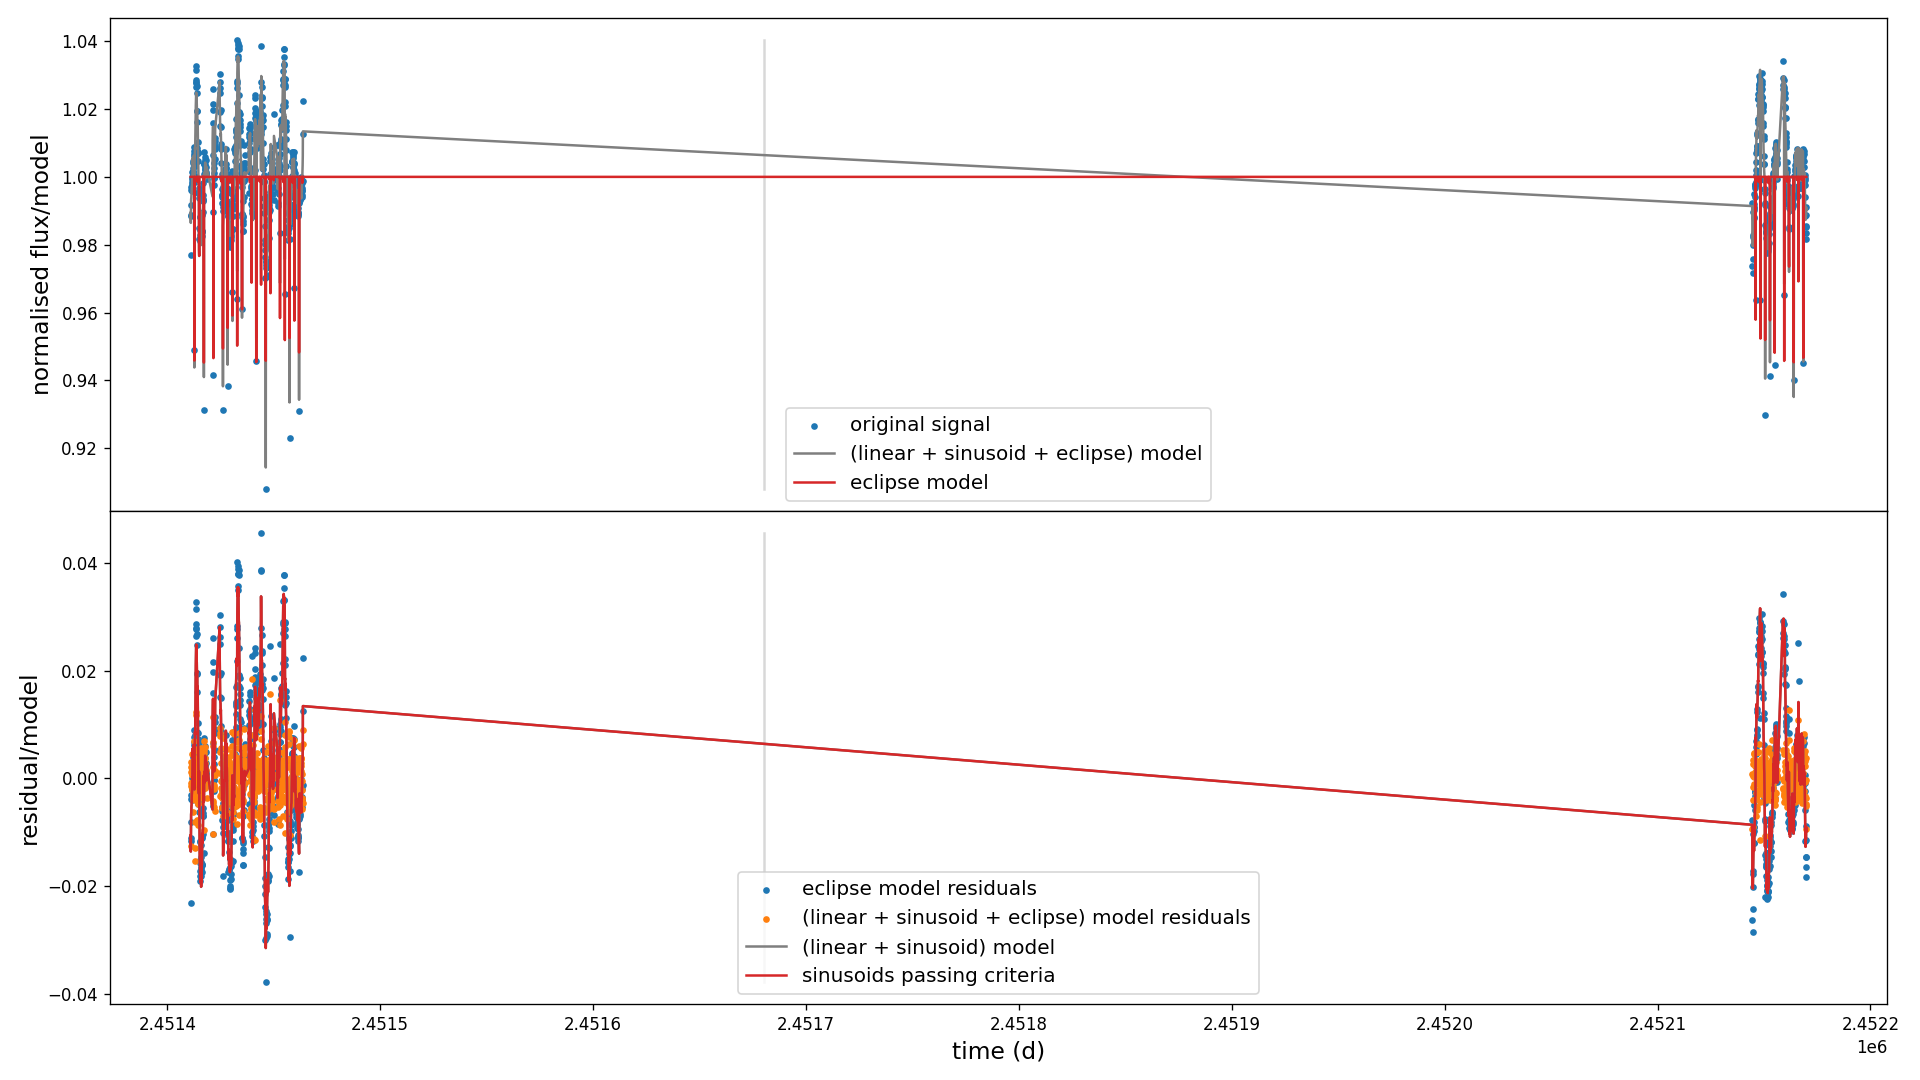 1.04
1.02
1.00
0.98
0.96
0.94
0.92
normalised flux/model
original signal
(linear + sinusoid + eclipse) model
eclipse model
0.04
0.02
0.00
−0.02
−0.04
residual/model
eclipse model residuals
(linear + sinusoid + eclipse) model residuals
(linear + sinusoid) model
sinusoids passing criteria
2.4514 2.4515 2.4516 2.4517 2.4518 2.4519 2.4520 2.4521 2.4522
1e6
time (d)